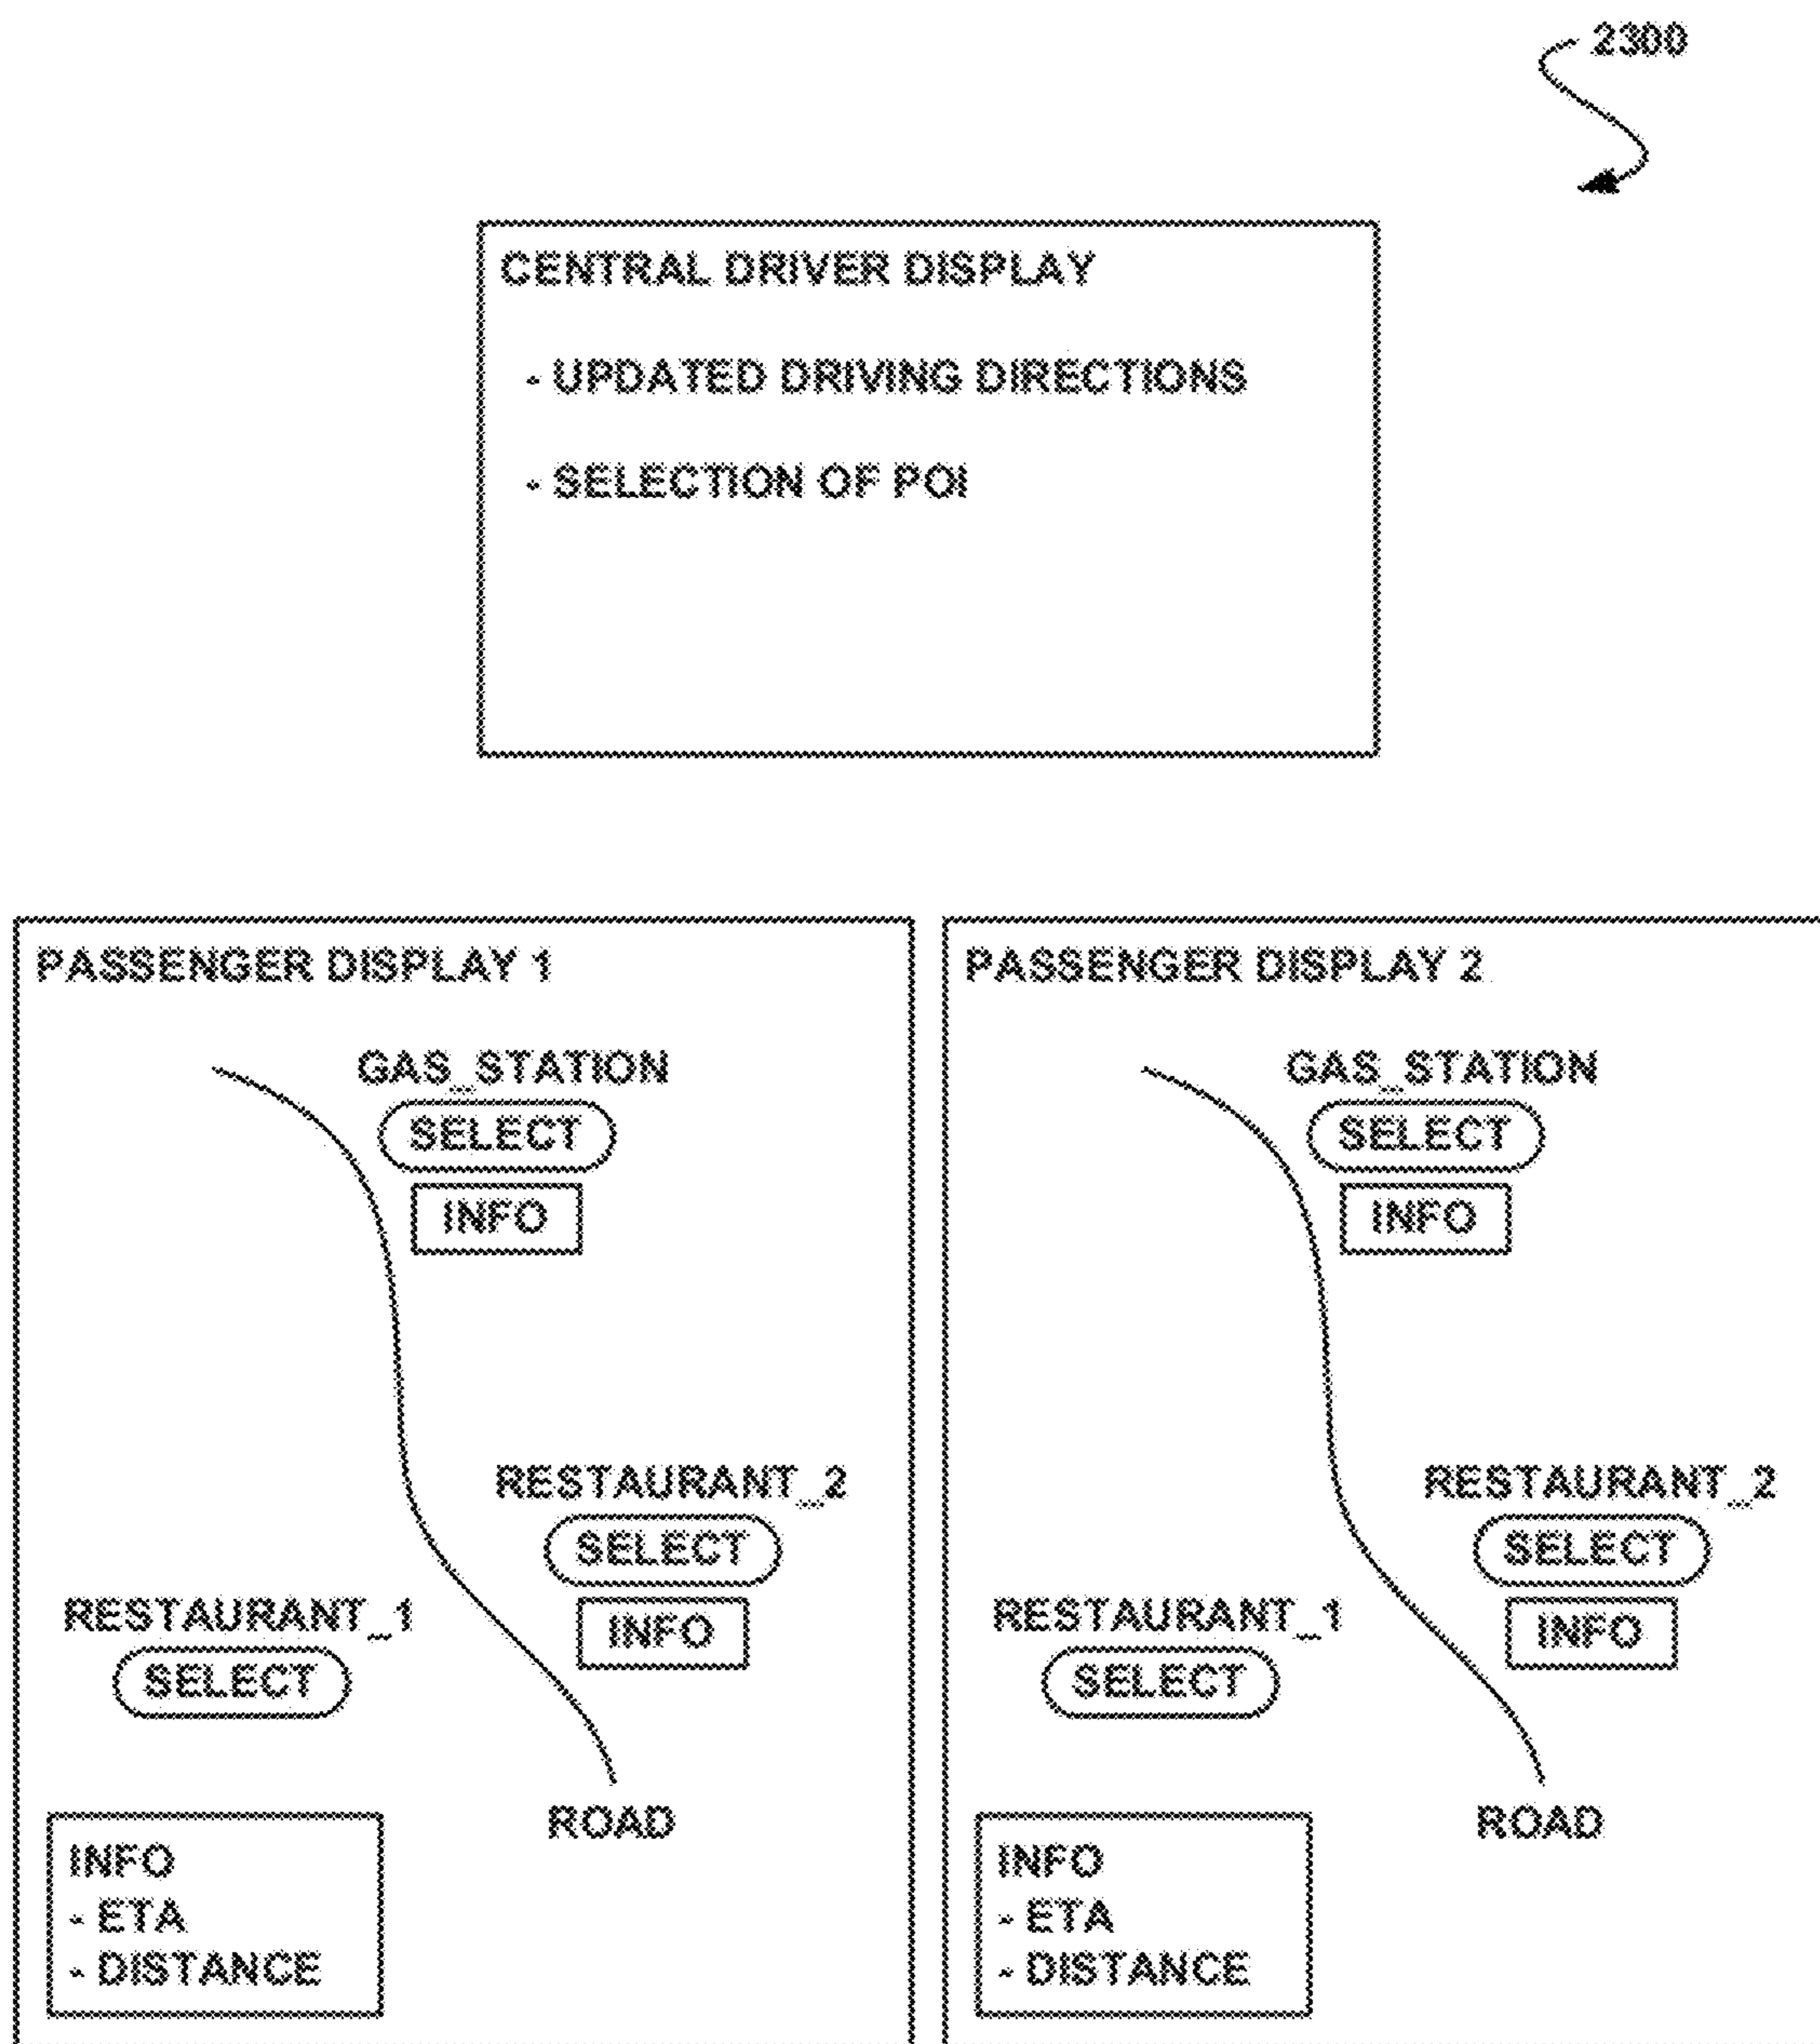 2300
CENTRAL DRIVER DISPLAY
- UPDATED DRIVING DIRECTIONS
- SELECTION OF POI
PASSENGER DISPLAY 1
GAS_STATION
SELECT
INFO
RESTAURANT_2
SELECT
INFO
RESTAURANT_1
SELECT
ROAD
INFO
- ETA
- DISTANCE
PASSENGER DISPLAY 2
GAS_STATION
SELECT
INFO
RESTAURANT_2
SELECT
INFO
RESTAURANT_1
SELECT
ROAD
INFO
- ETA
- DISTANCE